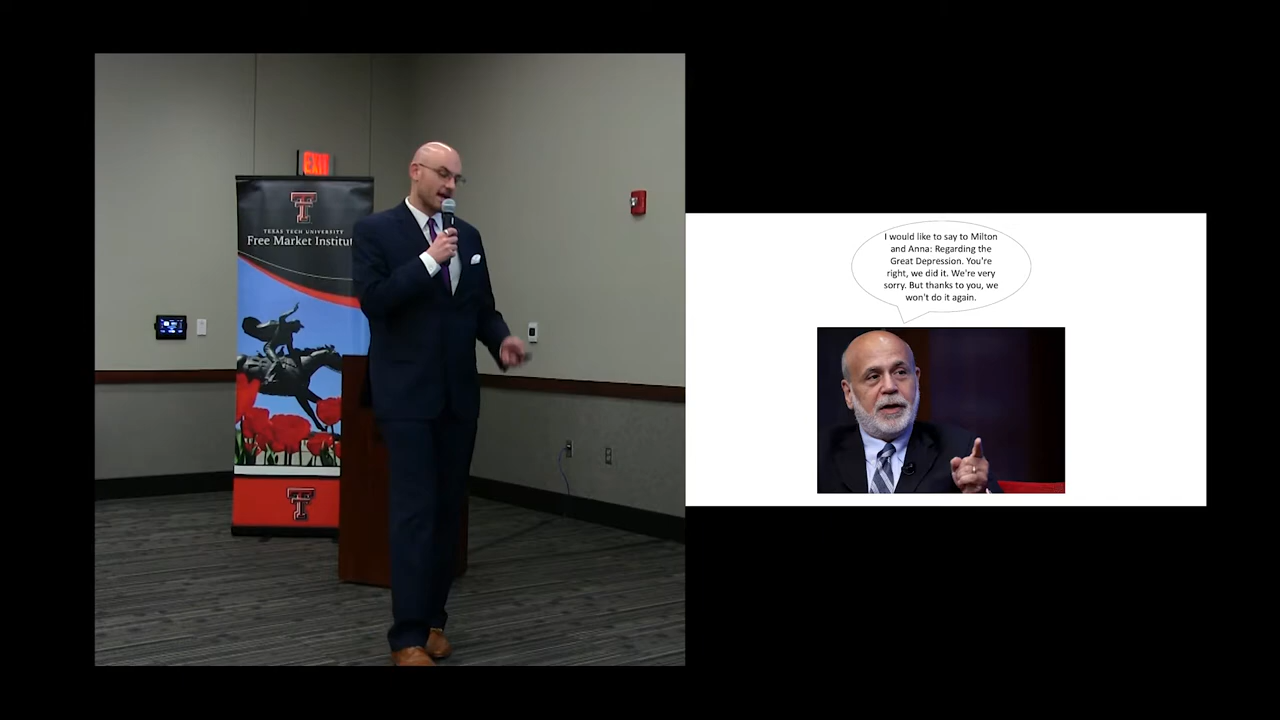 EXIT
T
TEXAS TECH UNIVERSITY
Free Market Institut
T
I would like to say to Milton
and Anna: Regarding the
Great Depression. You're
right, we did it. We're very
sorry. But thanks to you, we
won't do it again.